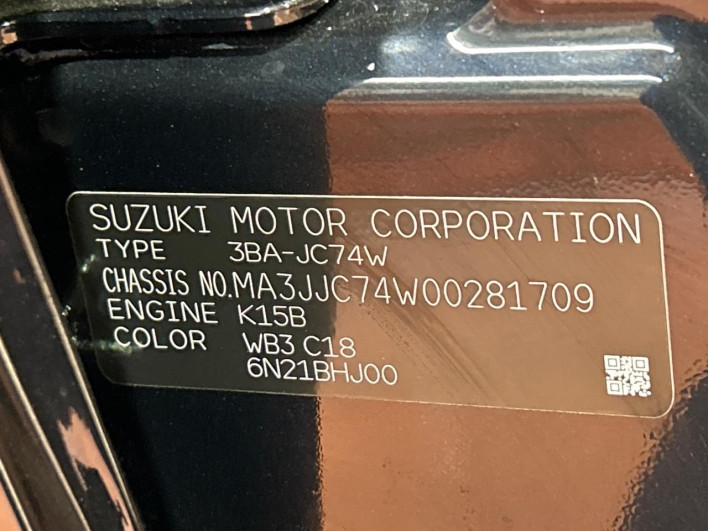 SUZUKI MOTOR CORPORATION
TYPE 3BA-JC74W
CHASSIS NO.MA3JJC74W00281709
ENGINE K15B
COLOR WB3 C18
6N21BHJ00